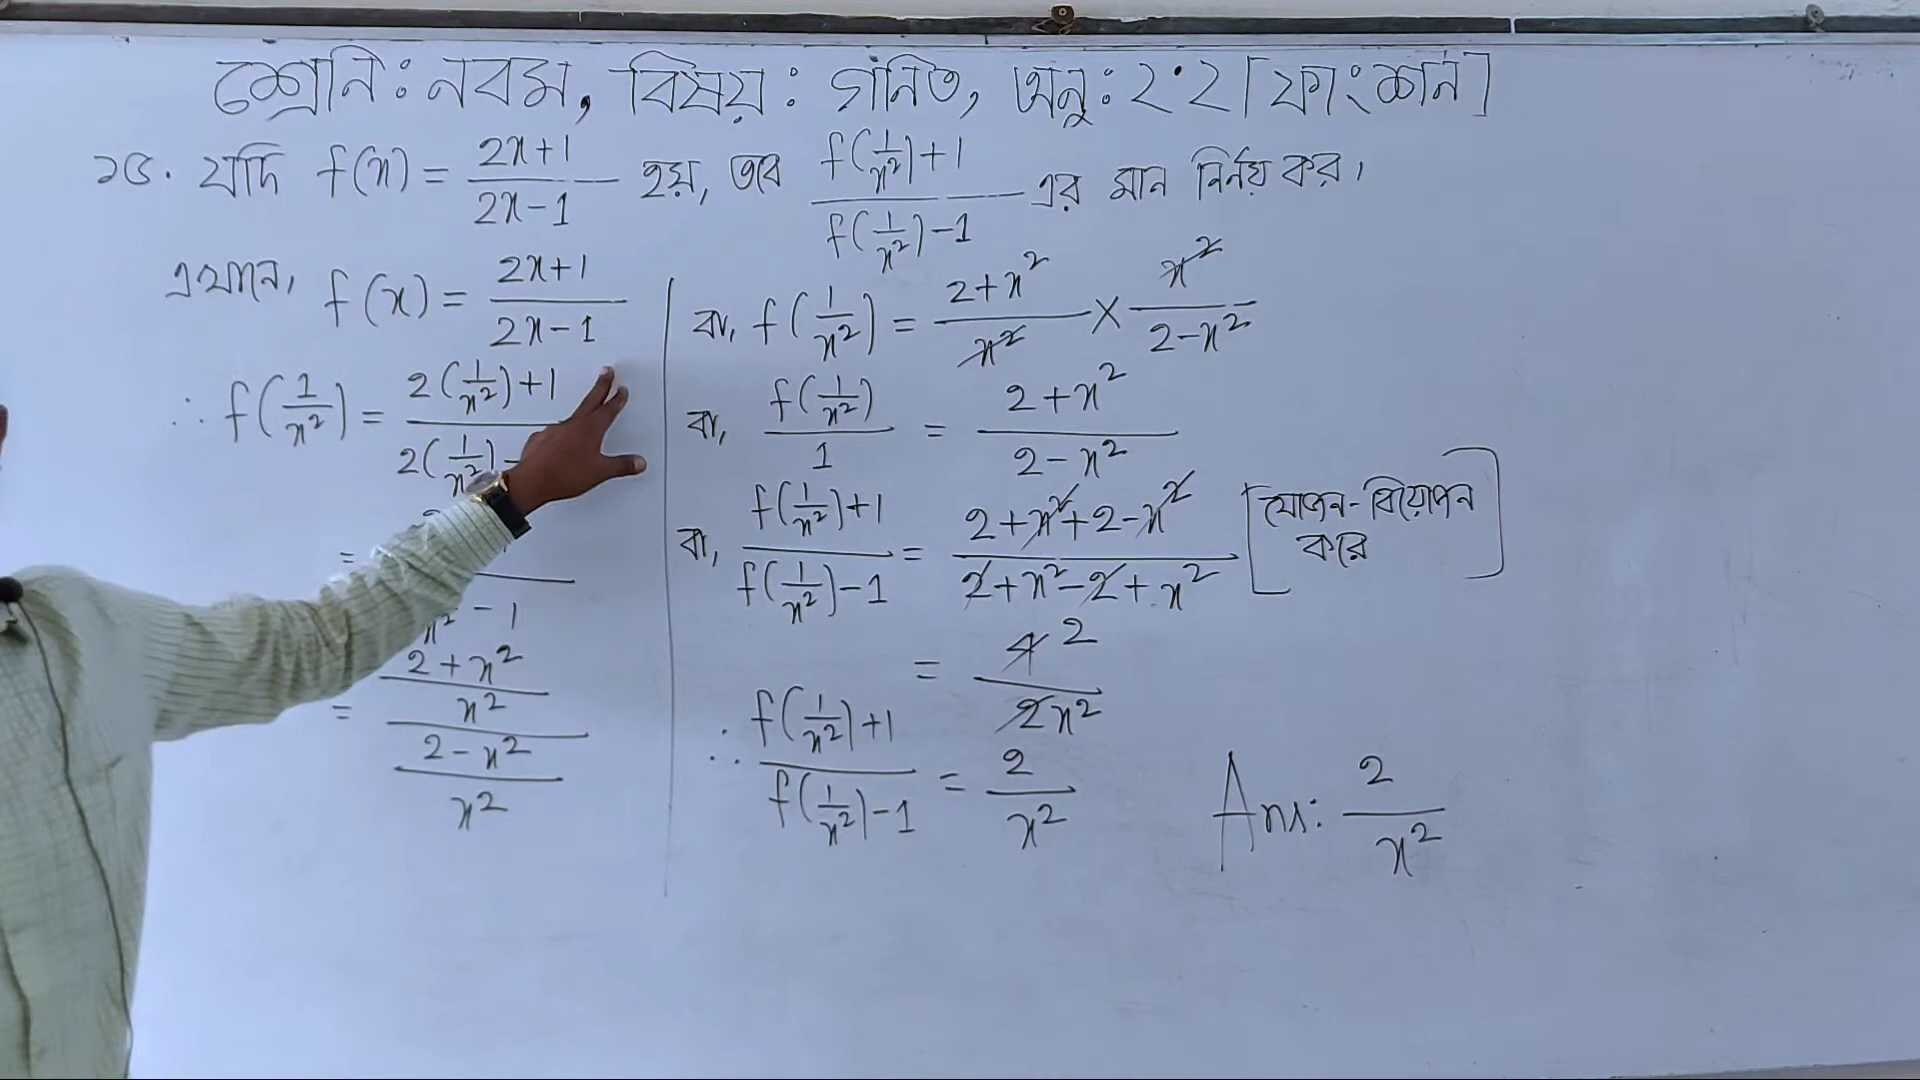 শ্রেনি: নবম, বিষয়: গনিত, অনু: ২.২ [ফাংশন]
১৩. যদি f(x) = (2x+1)/(2x-1) হয়, তবে (f(1/x²)+1)/(f(1/x²)-1) এর মান নির্নয় কর।
এখানে, f(x) = (2x+1)/(2x-1)
∴ f(1/x²) = (2(1/x²)+1)/(2(1/x²)-
=
x² - 1
= ((2+x²)/x²)/((2-x²)/x²)
বা, f(1/x²) = (2+x²)/x² × x²/(2-x²)
বা, f(1/x²)/1 = (2+x²)/(2-x²)
বা, (f(1/x²)+1)/(f(1/x²)-1) = (2+x²+2-x²)/(2+x²-2+x²) [যোজন-বিয়োজন করে]
= 4 2/2x²
∴ (f(1/x²)+1)/(f(1/x²)-1) = 2/x²
Ans: 2/x²